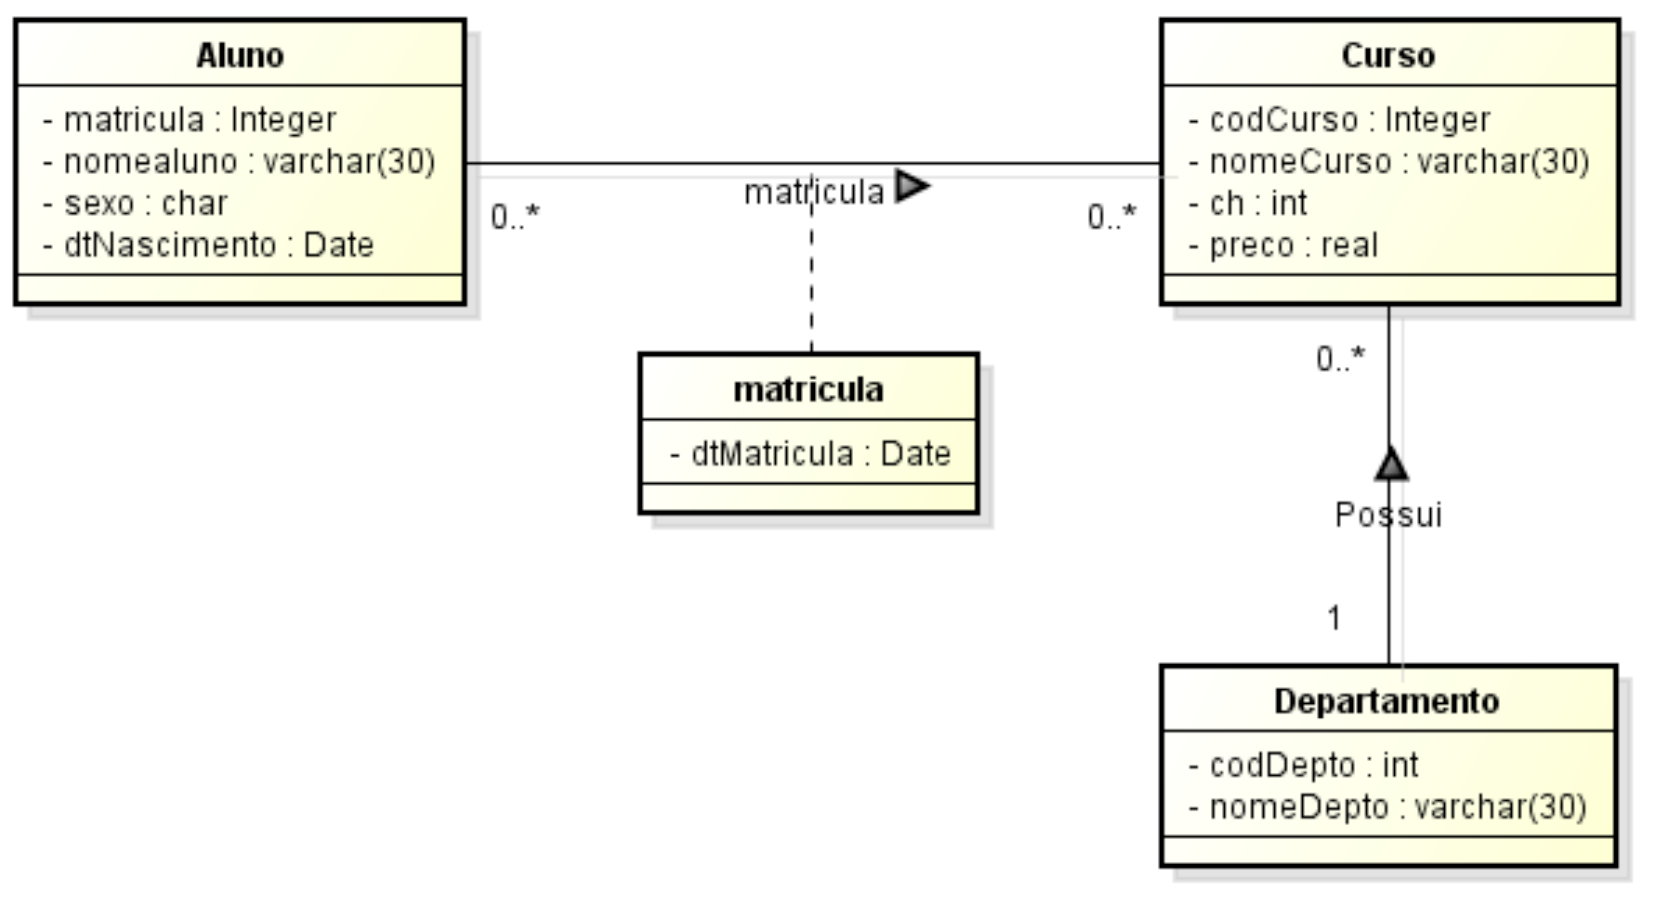 Aluno
- matricula : Integer
- nomealuno : varchar(30)
- sexo : char
- dtNascimento : Date
0..*
matricula
0..*
Curso
- codCurso : Integer
- nomeCurso : varchar(30)
- ch : int
- preco : real
matricula
- dtMatricula : Date
0..*
Possui
1
Departamento
- codDepto : int
- nomeDepto : varchar(30)